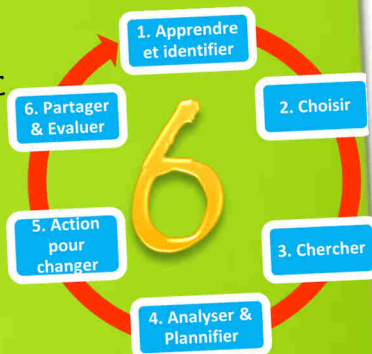 1. Apprendre
et identifier
2. Choisir
3. Chercher
4. Analyser &
Plannifier
5. Action
pour
changer
6. Partager
& Evaluer
6